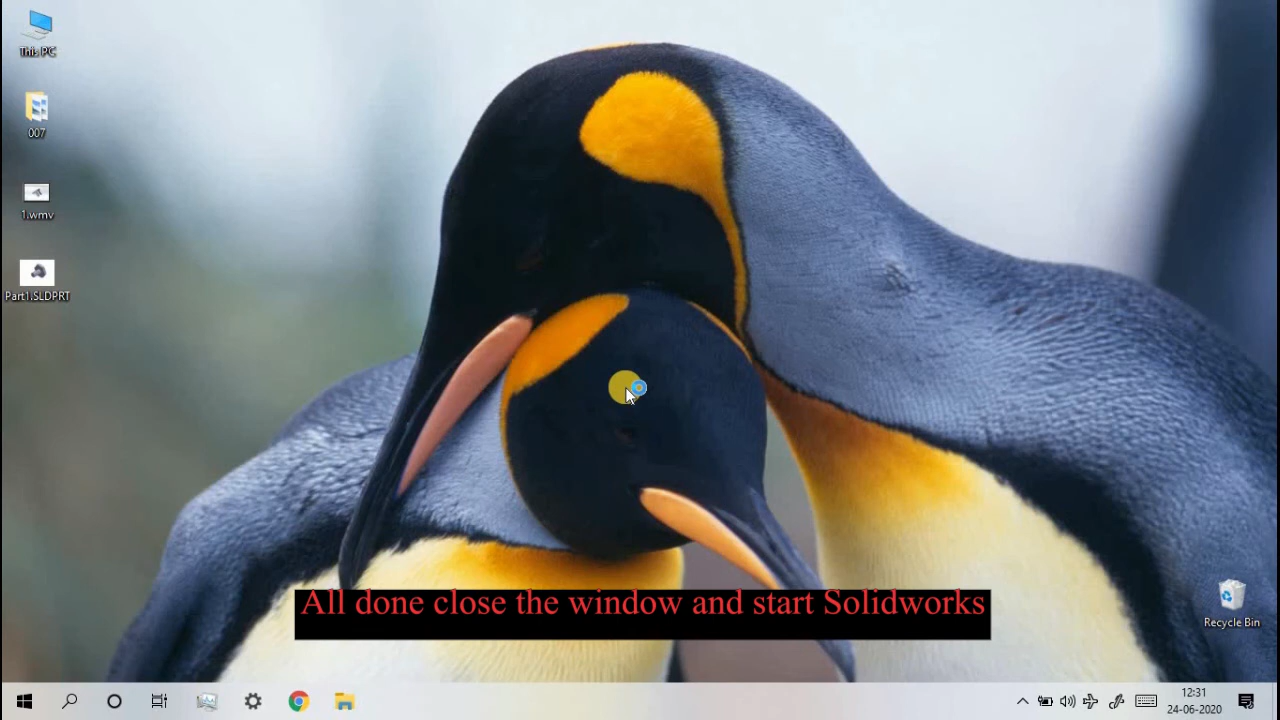 This PC
007
1.wmv
Part1.SLDPRT
All done close the window and start Solidworks
Recycle Bin
12:31
24-06-2020